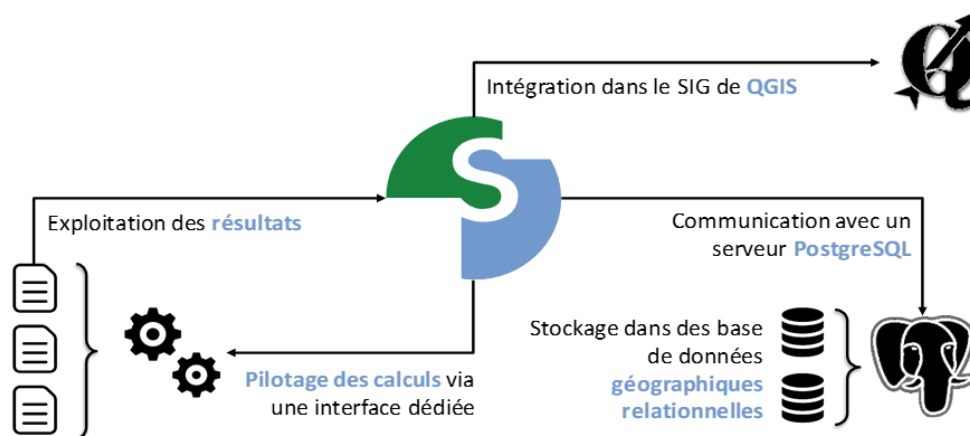 Intégration dans le SIG de QGIS
S
Exploitation des résultats
Communication avec un
serveur PostgreSQL
Stockage dans des base
de données
géographiques
relationnelles
Pilotage des calculs via
une interface dédiée